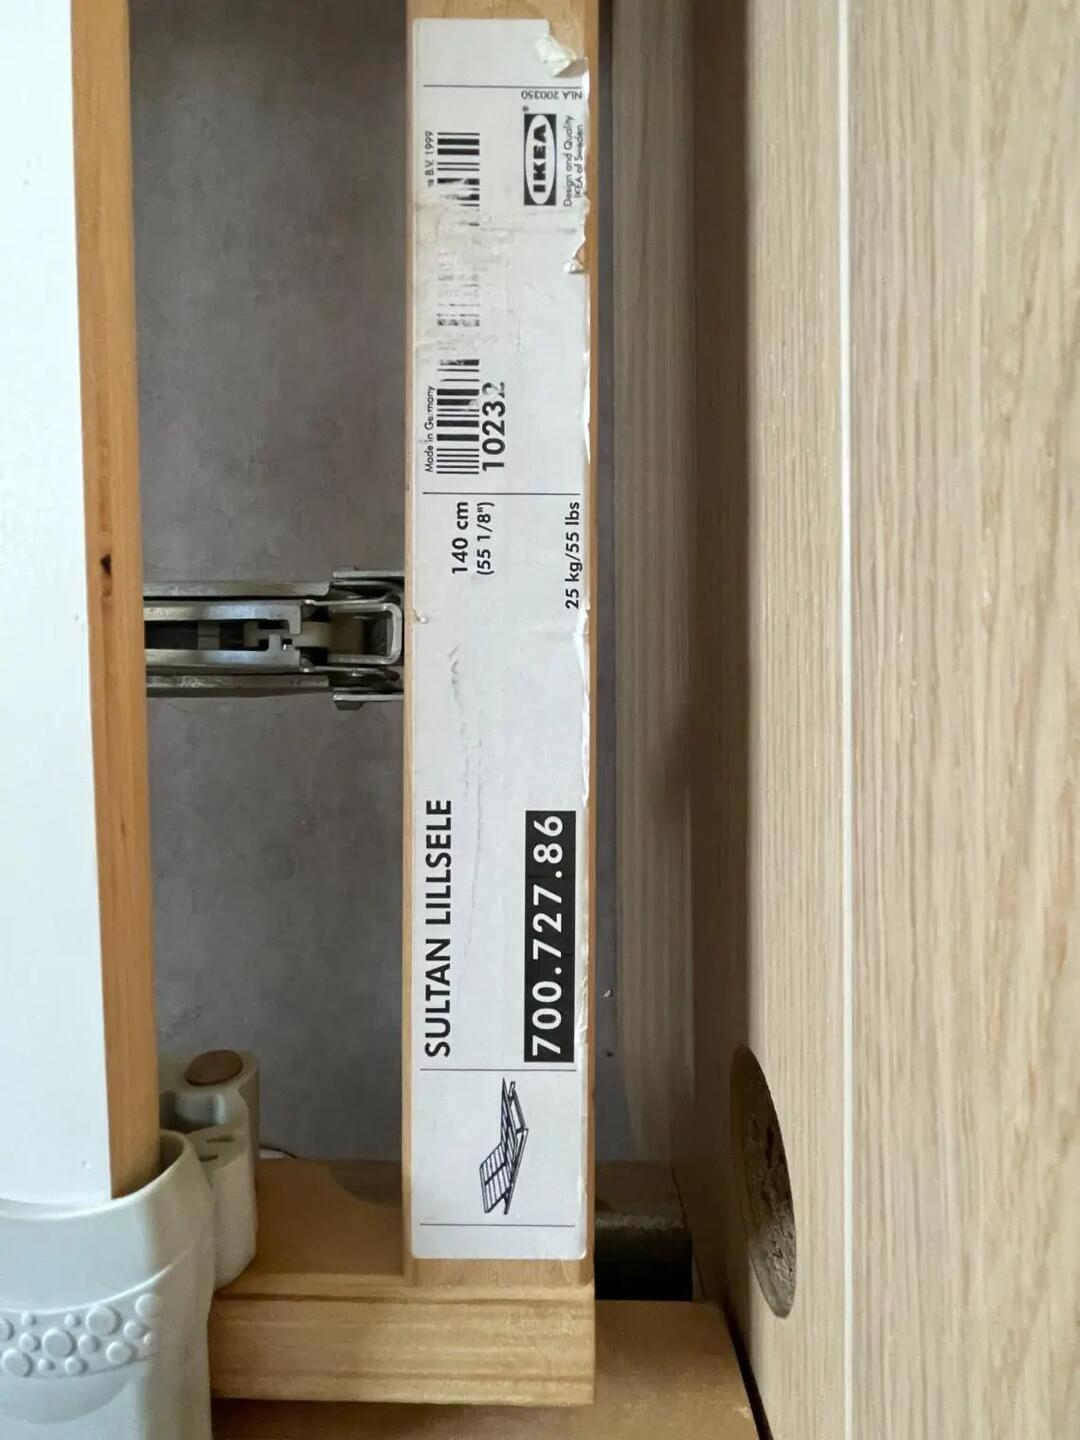 SULTAN LILLSELE
700.727.86
140 cm
(55 1/8")
25 kg/55 lbs
Made in Germany
10232
B.V. 1999
IKEA®
Design and Quality
IKEA of Sweden
NLA 200350